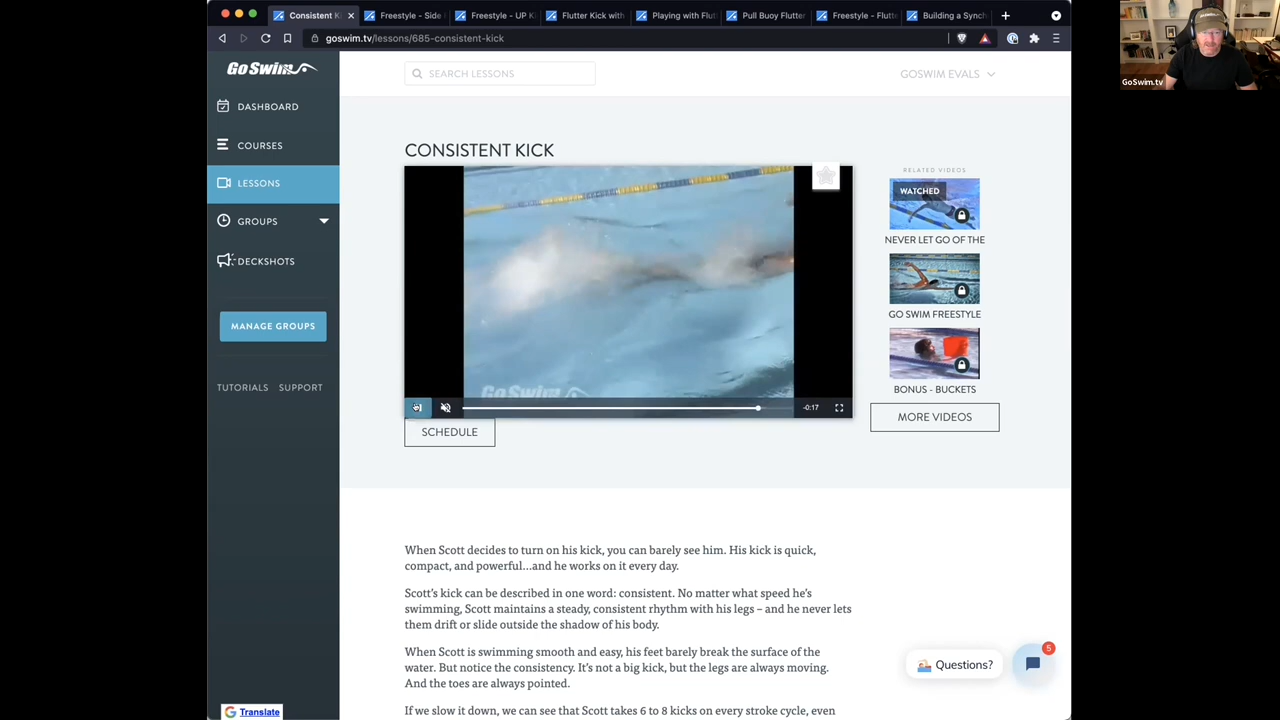 Consistent K
Freestyle - Side
Freestyle - UP K
Flutter Kick with
Playing with Flut
Pull Buoy Flutter
Freestyle - Flutte
Building a Synch
goswim.tv/lessons/685-consistent-kick
GoSwim
SEARCH LESSONS
GOSWIM EVALS
GoSwim.tv
DASHBOARD
COURSES
LESSONS
GROUPS
DECKSHOTS
MANAGE GROUPS
TUTORIALS
SUPPORT
CONSISTENT KICK
GoSwim
-0:17
SCHEDULE
RELATED VIDEOS
WATCHED
NEVER LET GO OF THE
GO SWIM FREESTYLE
BONUS - BUCKETS
MORE VIDEOS
When Scott decides to turn on his kick, you can barely see him. His kick is quick,
compact, and powerful...and he works on it every day.
Scott's kick can be described in one word: consistent. No matter what speed he's
swimming, Scott maintains a steady, consistent rhythm with his legs – and he never lets
them drift or slide outside the shadow of his body.
When Scott is swimming smooth and easy, his feet barely break the surface of the
water. But notice the consistency. It's not a big kick, but the legs are always moving.
And the toes are always pointed.
If we slow it down, we can see that Scott takes 6 to 8 kicks on every stroke cycle, even
Questions?
5
Translate